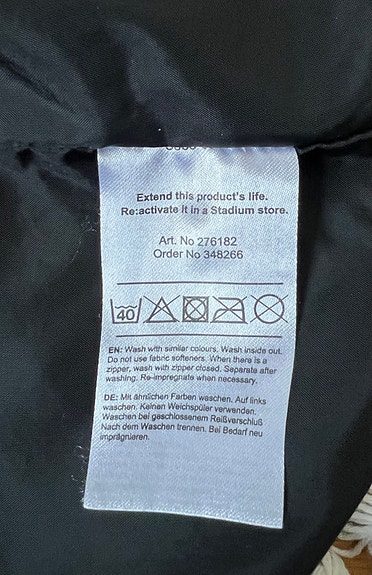 Extend this product's life.
Re:activate it in a Stadium store.
Art. No 276182
Order No 348266
40
EN: Wash with similar colours. Wash inside out.
Do not use fabric softeners. When there is a
zipper, wash with zipper closed. Separate after
washing. Re-impregnate when necessary.
DE: Mit ähnlichen Farben waschen. Auf links
waschen. Keinen Weichspüler verwenden.
Waschen bei geschlossenem Reißverschluß
Nach dem Waschen trennen. Bei Bedarf neu
imprägnieren.